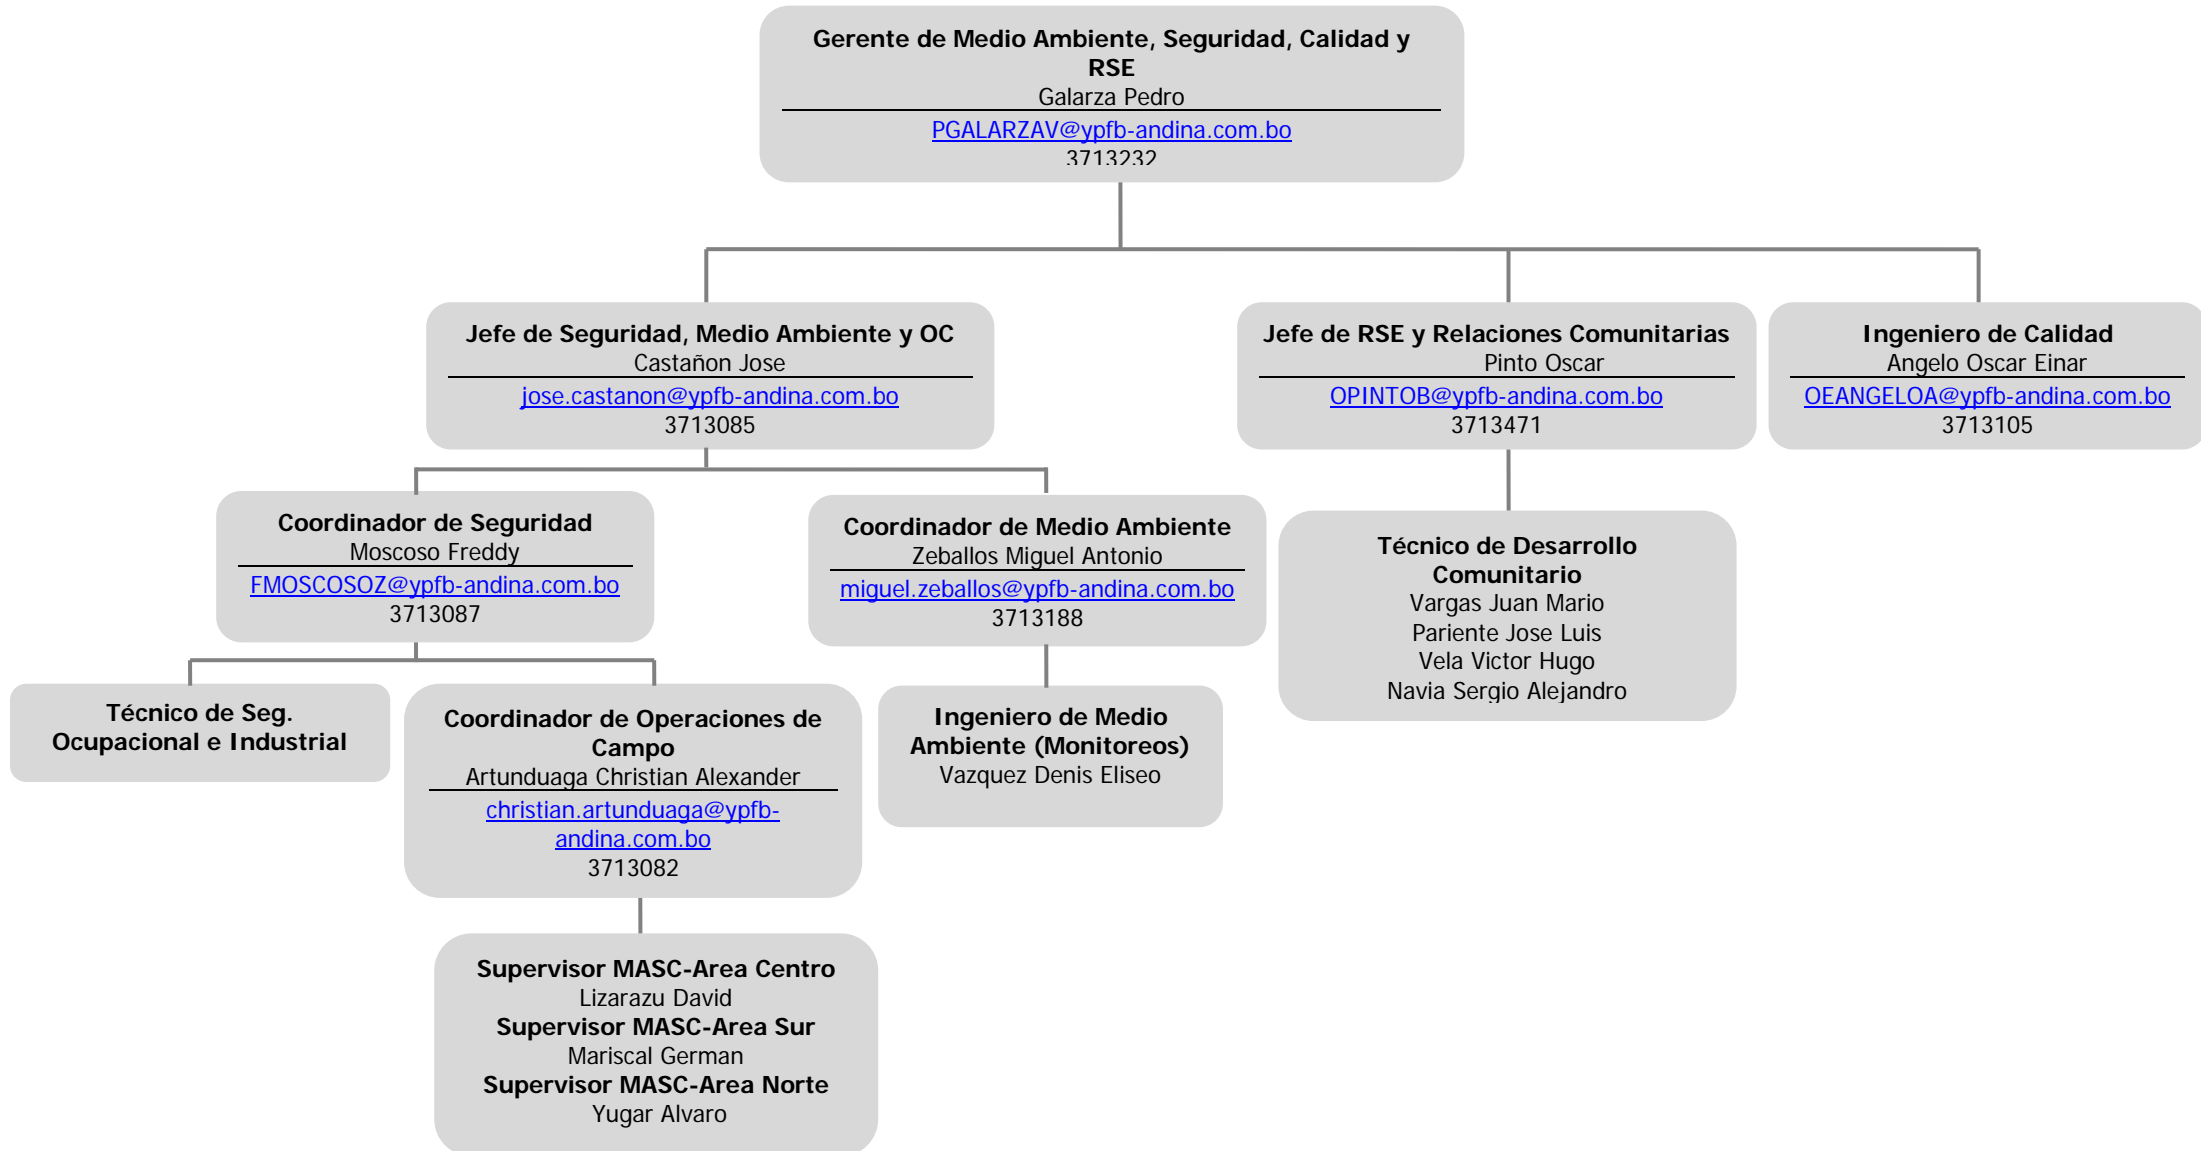 Gerente de Medio Ambiente, Seguridad, Calidad y
RSE
Galarza Pedro
PGALARZAV@ypfb-andina.com.bo
3713232
Jefe de Seguridad, Medio Ambiente y OC
Castañon Jose
jose.castanon@ypfb-andina.com.bo
3713085
Jefe de RSE y Relaciones Comunitarias
Pinto Oscar
OPINTOB@ypfb-andina.com.bo
3713471
Ingeniero de Calidad
Angelo Oscar Einar
OEANGELOA@ypfb-andina.com.bo
3713105
Coordinador de Seguridad
Moscoso Freddy
FMOSCOSOZ@ypfb-andina.com.bo
3713087
Coordinador de Medio Ambiente
Zeballos Miguel Antonio
miguel.zeballos@ypfb-andina.com.bo
3713188
Técnico de Desarrollo
Comunitario
Vargas Juan Mario
Pariente Jose Luis
Vela Victor Hugo
Navia Sergio Alejandro
Técnico de Seg.
Ocupacional e Industrial
Coordinador de Operaciones de
Campo
Artunduaga Christian Alexander
christian.artunduaga@ypfb-
andina.com.bo
3713082
Ingeniero de Medio
Ambiente (Monitoreos)
Vazquez Denis Eliseo
Supervisor MASC-Area Centro
Lizarazu David
Supervisor MASC-Area Sur
Mariscal German
Supervisor MASC-Area Norte
Yugar Alvaro